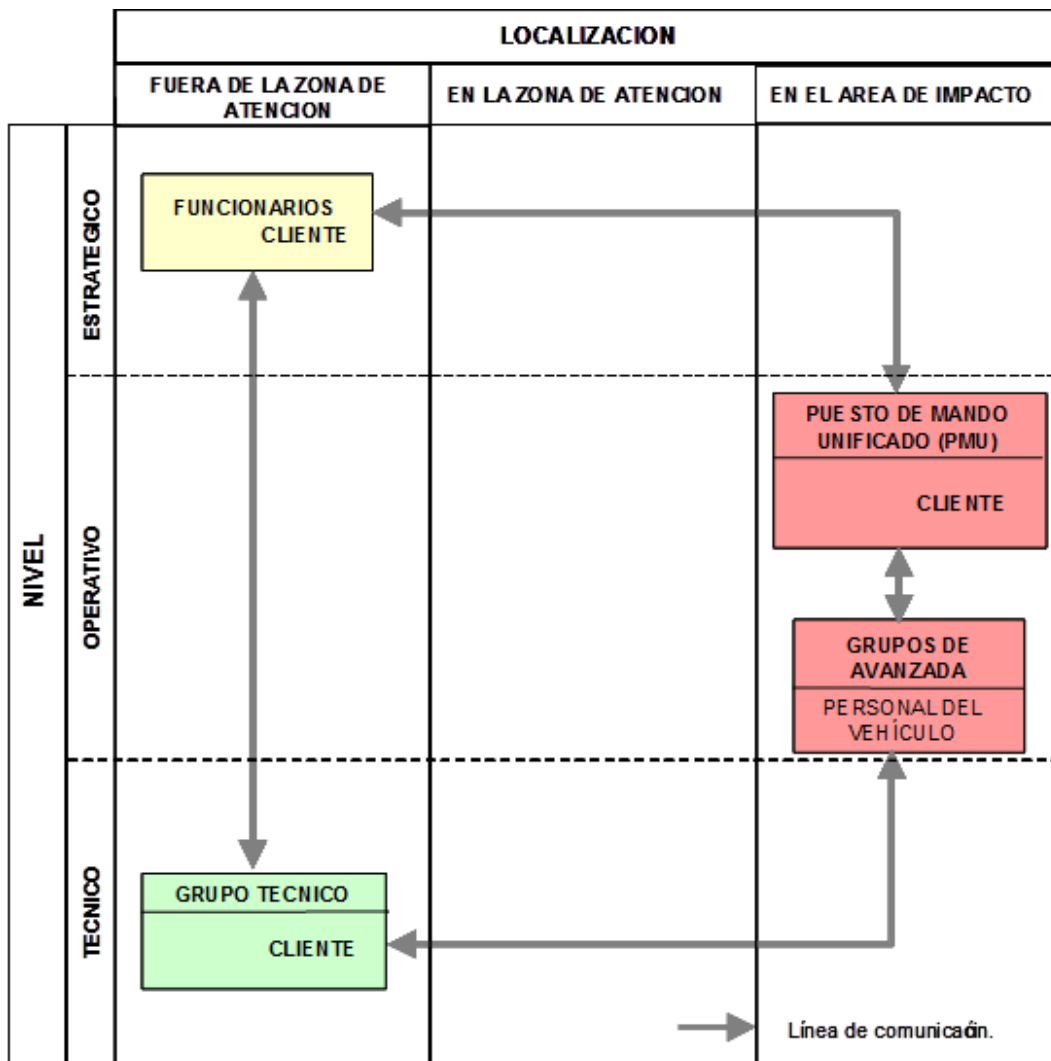 LOCALIZACION
FUERA DE LA ZONA DE
ATENCION
EN LA ZONA DE ATENCION
EN EL AREA DE IMPACTO
NIVEL
ESTRATEGICO
FUNCIONARIOS
CLIENTE
OPERATIVO
PUESTO DE MANDO
UNIFICADO (PMU)
CLIENTE
GRUPOS DE
AVANZADA
PERSONAL DEL
VEHÍCULO
TECNICO
GRUPO TECNICO
CLIENTE
Línea de comunicación.